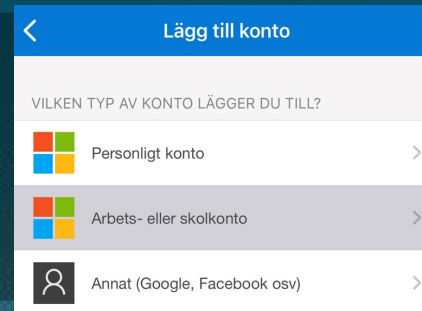 Lägg till konto
VILKEN TYP AV KONTO LÄGGER DU TILL?
Personligt konto
Arbets- eller skolkonto
Annat (Google, Facebook osv)